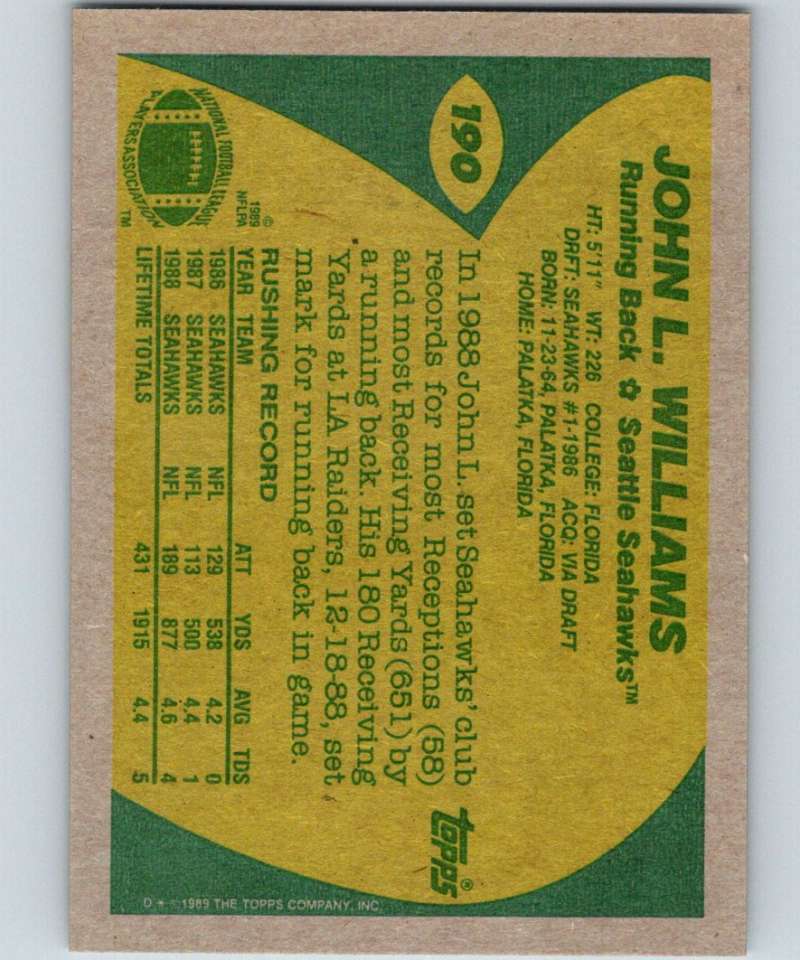 190
JOHN L. WILLIAMS
Running Back ✩ Seattle Seahawks™
HT: 5'11" WT: 226 COLLEGE: FLORIDA
DRFT: SEAHAWKS #1-1986 ACQ: VIA DRAFT
BORN: 11-23-64, PALATKA, FLORIDA
HOME: PALATKA, FLORIDA
In 1988 John L. set Seahawks' club
records for most Receptions (58)
and most Receiving Yards (651) by
a running back. His 180 Receiving
Yards at LA Raiders, 12-18-88, set
mark for running back in game.
topps®
RUSHING RECORD
YEAR TEAM ATT YDS AVG TDS
1986 SEAHAWKS NFL 129 538 4.2 0
1987 SEAHAWKS NFL 113 500 4.4 1
1988 SEAHAWKS NFL 189 877 4.6 4
LIFETIME TOTALS 431 1915 4.4 5
NATIONAL FOOTBALL LEAGUE
PLAYERS ASSOCIATION
™
©
1989
NFLPA
D * © 1989 THE TOPPS COMPANY, INC.